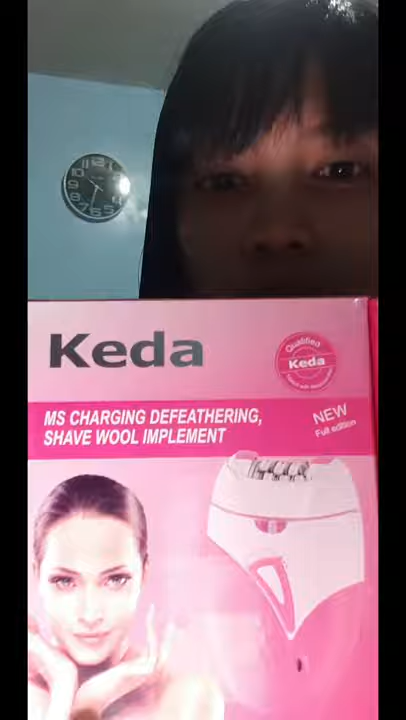 Keda
Qualified
Keda
MS CHARGING DEFEATHERING,
SHAVE WOOL IMPLEMENT
NEW
Full edition